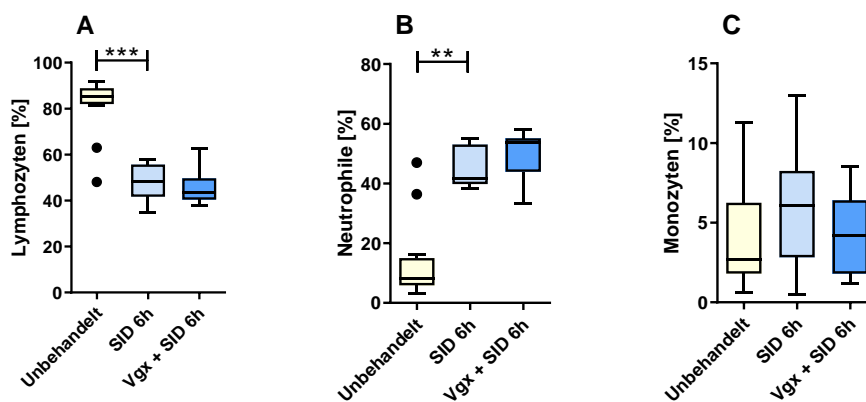 A
***
Lymphozyten [%]
100
80
60
40
20
0
Unbehandelt
SID 6h
Vgx + SID 6h
B
**
Neutrophile [%]
80
60
40
20
0
Unbehandelt
SID 6h
Vgx + SID 6h
C
Monozyten [%]
15
10
5
0
Unbehandelt
SID 6h
Vgx + SID 6h